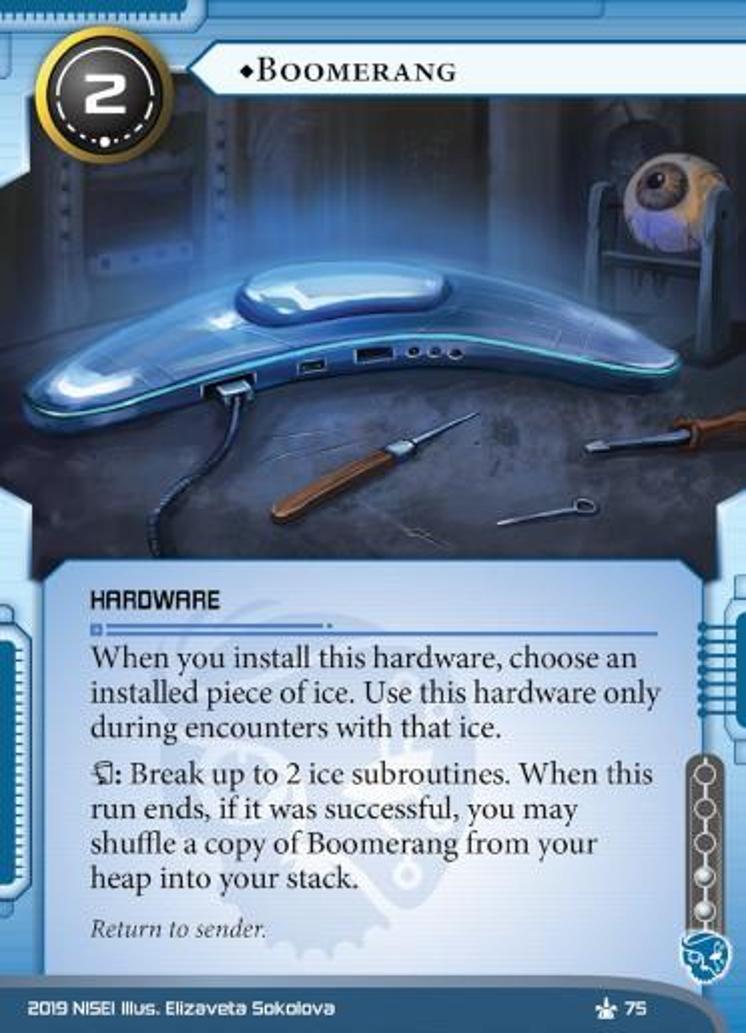 2
◆BOOMERANG
HARDWARE
When you install this hardware, choose an
installed piece of ice. Use this hardware only
during encounters with that ice.
: Break up to 2 ice subroutines. When this
run ends, if it was successful, you may
shuffle a copy of Boomerang from your
heap into your stack.
Return to sender.
2019 NISEI Illus. Elizaveta Sokolova
75